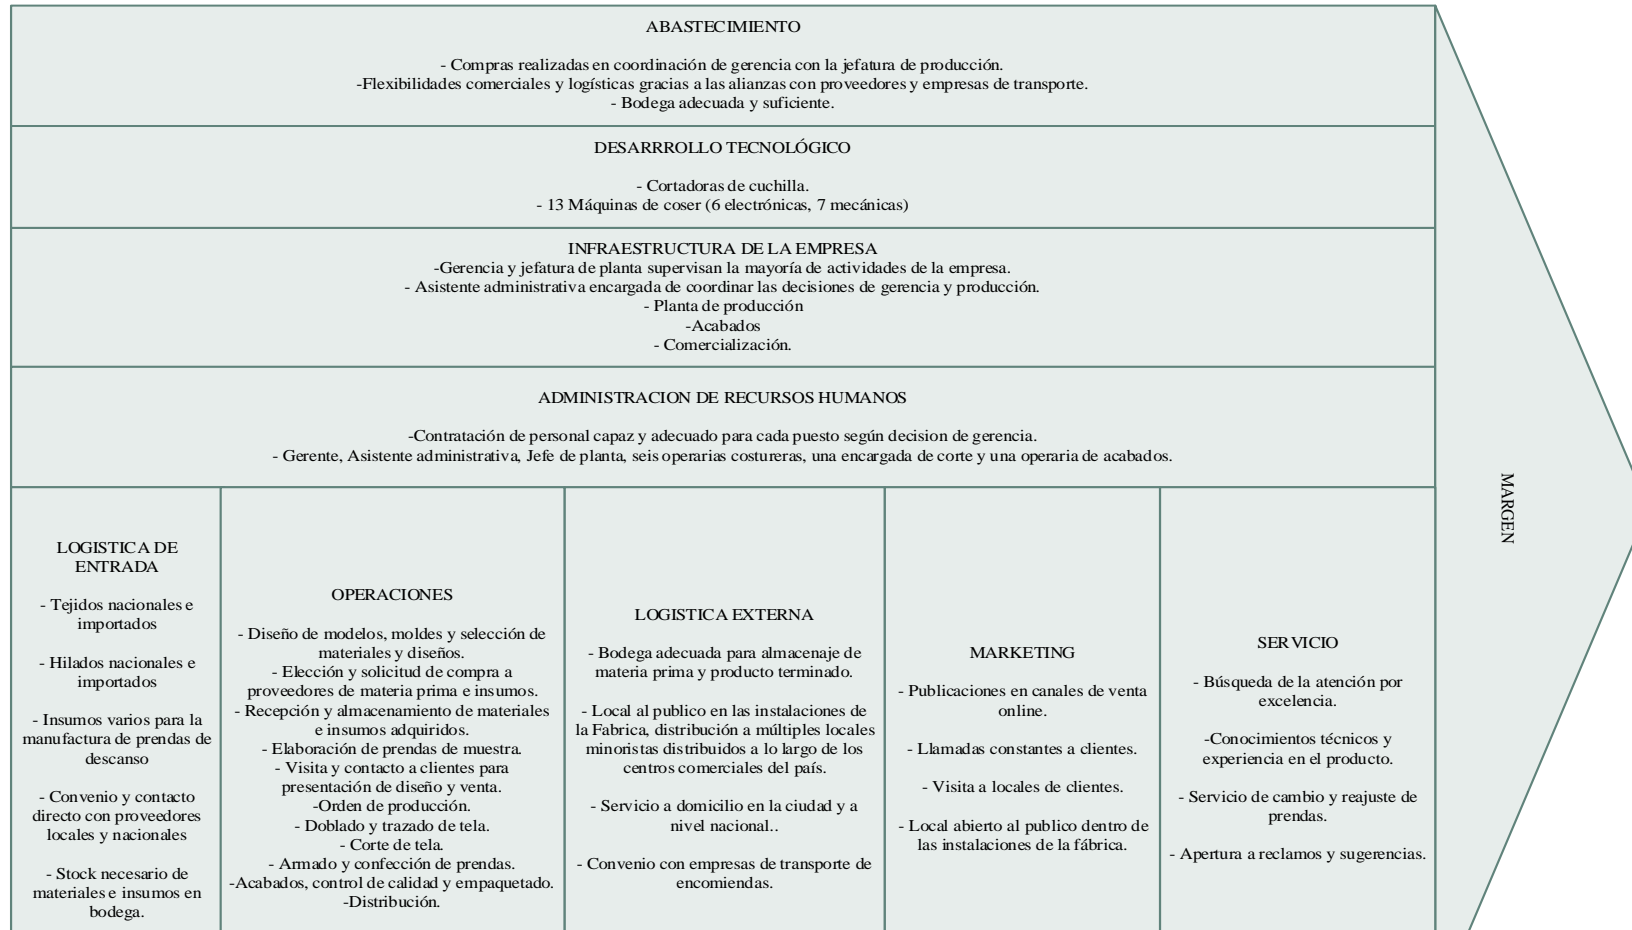 ABASTECIMIENTO
- Compras realizadas en coordinación de gerencia con la jefatura de producción.
-Flexibilidades comerciales y logísticas gracias a las alianzas con proveedores y empresas de transporte.
- Bodega adecuada y suficiente.
DESARRROLLO TECNOLÓGICO
- Cortadoras de cuchilla.
- 13 Máquinas de coser (6 electrónicas, 7 mecánicas)
INFRAESTRUCTURA DE LA EMPRESA
-Gerencia y jefatura de planta supervisan la mayoría de actividades de la empresa.
- Asistente administrativa encargada de coordinar las decisiones de gerencia y producción.
- Planta de producción
-Acabados
- Comercialización.
ADMINISTRACION DE RECURSOS HUMANOS
-Contratación de personal capaz y adecuado para cada puesto según decision de gerencia.
- Gerente, Asistente administrativa, Jefe de planta, seis operarias costureras, una encargada de corte y una operaria de acabados.
LOGISTICA DE
ENTRADA
- Tejidos nacionales e
importados
- Hilados nacionales e
importados
- Insumos varios para la
manufactura de prendas de
descanso
- Convenio y contacto
directo con proveedores
locales y nacionales
- Stock necesario de
materiales e insumos en
bodega.
OPERACIONES
- Diseño de modelos, moldes y selección de
materiales y diseños.
- Elección y solicitud de compra a
proveedores de materia prima e insumos.
- Recepción y almacenamiento de materiales
e insumos adquiridos.
- Elaboración de prendas de muestra.
- Visita y contacto a clientes para
presentación de diseño y venta.
-Orden de producción.
- Doblado y trazado de tela.
- Corte de tela.
- Armado y confección de prendas.
-Acabados, control de calidad y empaquetado.
-Distribución.
LOGISTICA EXTERNA
- Bodega adecuada para almacenaje de
materia prima y producto terminado.
- Local al publico en las instalaciones de
la Fabrica, distribución a múltiples locales
minoristas distribuidos a lo largo de los
centros comerciales del país.
- Servicio a domicilio en la ciudad y a
nivel nacional..
- Convenio con empresas de transporte de
encomiendas.
MARKETING
- Publicaciones en canales de venta
online.
- Llamadas constantes a clientes.
- Visita a locales de clientes.
- Local abierto al publico dentro de
las instalaciones de la fábrica.
SERVICIO
- Búsqueda de la atención por
excelencia.
-Conocimientos técnicos y
experiencia en el producto.
- Servicio de cambio y reajuste de
prendas.
- Apertura a reclamos y sugerencias.
MARGEN